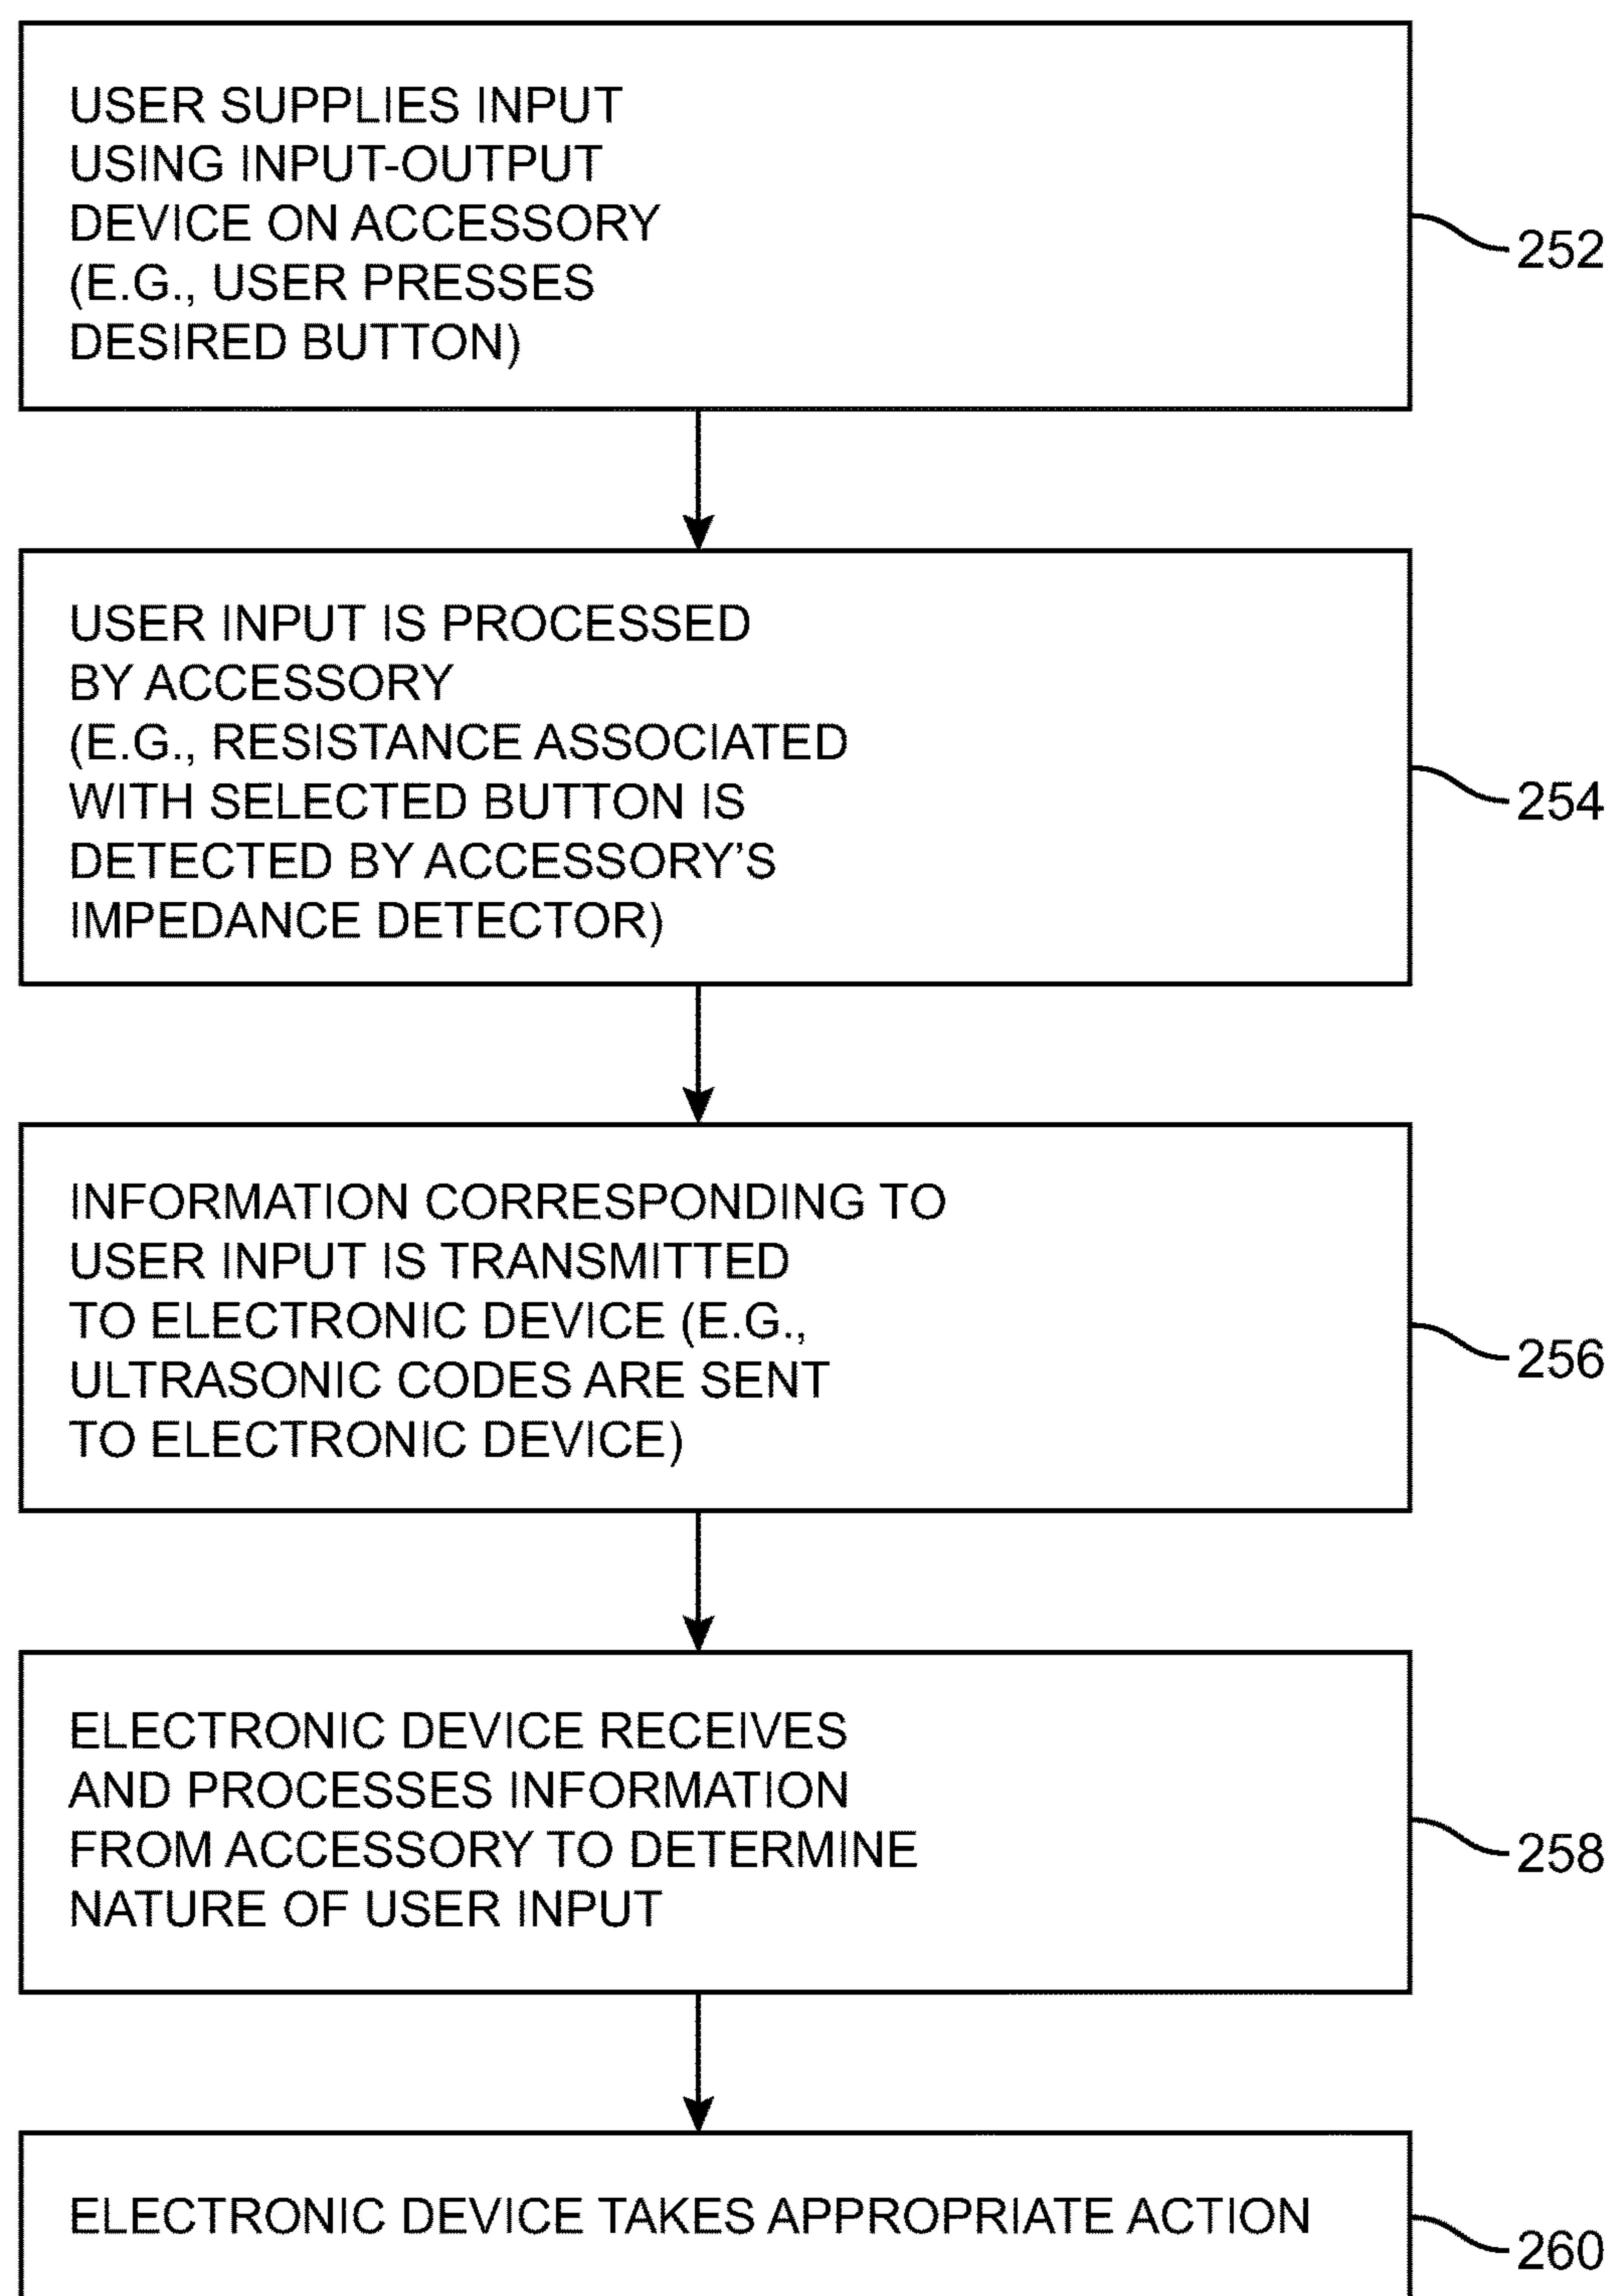 USER SUPPLIES INPUT
USING INPUT-OUTPUT
DEVICE ON ACCESSORY
(E.G., USER PRESSES
DESIRED BUTTON)
252
USER INPUT IS PROCESSED
BY ACCESSORY
(E.G., RESISTANCE ASSOCIATED
WITH SELECTED BUTTON IS
DETECTED BY ACCESSORY'S
IMPEDANCE DETECTOR)
254
INFORMATION CORRESPONDING TO
USER INPUT IS TRANSMITTED
TO ELECTRONIC DEVICE (E.G.,
ULTRASONIC CODES ARE SENT
TO ELECTRONIC DEVICE)
256
ELECTRONIC DEVICE RECEIVES
AND PROCESSES INFORMATION
FROM ACCESSORY TO DETERMINE
NATURE OF USER INPUT
258
ELECTRONIC DEVICE TAKES APPROPRIATE ACTION
260